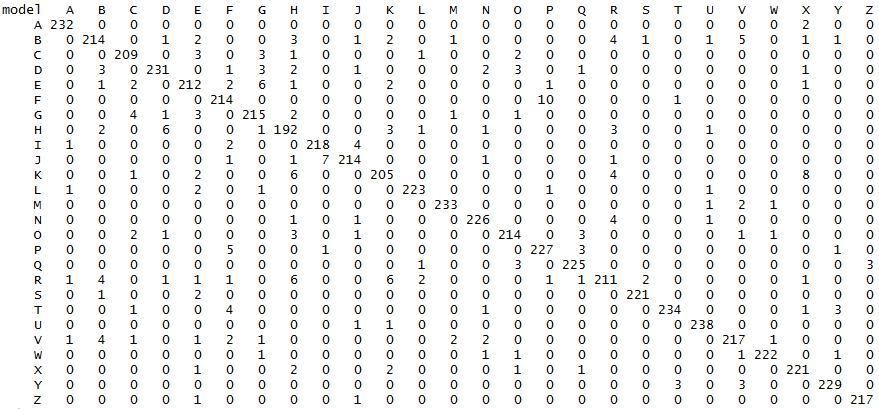 model A B C D E F G H I J K L M N O P Q R S T U V W X Y Z
A 232 0 0 0 0 0 0 0 0 0 0 0 0 0 0 0 0 0 0 0 0 0 0 2 0 0
B 0 214 0 1 2 0 0 3 0 1 2 0 1 0 0 0 0 4 1 0 1 5 0 1 1 0
C 0 0 209 0 3 0 3 1 0 0 0 1 0 0 2 0 0 0 0 0 0 0 0 0 0 0
D 0 3 0 231 0 1 3 2 0 1 0 0 0 2 3 0 1 0 0 0 0 0 0 1 0 0
E 0 1 2 0 212 2 6 1 0 0 2 0 0 0 0 1 0 0 0 0 0 0 0 1 0 0
F 0 0 0 0 0 214 0 0 0 0 0 0 0 0 0 10 0 0 0 1 0 0 0 0 0 0
G 0 0 4 1 3 0 215 2 0 0 0 0 1 0 1 0 0 0 0 0 0 0 0 0 0 0
H 0 2 0 6 0 0 1 192 0 0 3 1 0 1 0 0 0 3 0 0 1 0 0 0 0 0
I 1 0 0 0 0 2 0 0 218 4 0 0 0 0 0 0 0 0 0 0 0 0 0 0 0 0
J 0 0 0 0 0 1 0 1 7 214 0 0 0 1 0 0 0 1 0 0 0 0 0 0 0 0
K 0 0 1 0 2 0 0 6 0 0 205 0 0 0 0 0 0 4 0 0 0 0 0 8 0 0
L 1 0 0 0 2 0 1 0 0 0 0 223 0 0 0 1 0 0 0 0 1 0 0 0 0 0
M 0 0 0 0 0 0 0 0 0 0 0 0 233 0 0 0 0 0 0 0 1 2 1 0 0 0
N 0 0 0 0 0 0 0 1 0 1 0 0 0 226 0 0 0 4 0 0 1 0 0 0 0 0
O 0 0 2 1 0 0 0 3 0 1 0 0 0 0 214 0 3 0 0 0 0 1 1 0 0 0
P 0 0 0 0 0 5 0 0 1 0 0 0 0 0 0 227 3 0 0 0 0 0 0 0 1 0
Q 0 0 0 0 0 0 0 0 0 0 0 1 0 0 3 0 225 0 0 0 0 0 0 0 0 3
R 1 4 0 1 1 1 0 6 0 0 6 2 0 0 0 1 1 211 2 0 0 0 0 1 0 0
S 0 1 0 0 2 0 0 0 0 0 0 0 0 0 0 0 0 0 221 0 0 0 0 0 0 0
T 0 0 1 0 0 4 0 0 0 0 0 0 0 1 0 0 0 0 0 234 0 0 0 1 3 0
U 0 0 0 0 0 0 0 0 0 1 1 0 0 0 0 0 0 0 0 0 238 0 0 0 0 0
V 1 4 1 0 1 2 1 0 0 0 0 0 2 2 0 0 0 0 0 0 0 217 1 0 0 0
W 0 0 0 0 0 0 1 0 0 0 0 0 0 1 1 0 0 0 0 0 0 1 222 0 1 0
X 0 0 0 0 1 0 0 2 0 0 2 0 0 0 1 0 1 0 0 0 0 0 0 221 0 0
Y 0 0 0 0 0 0 0 0 0 0 0 0 0 0 0 0 0 0 0 3 0 3 0 0 229 0
Z 0 0 0 0 1 0 0 0 0 1 0 0 0 0 0 0 0 0 0 0 0 0 0 0 0 217